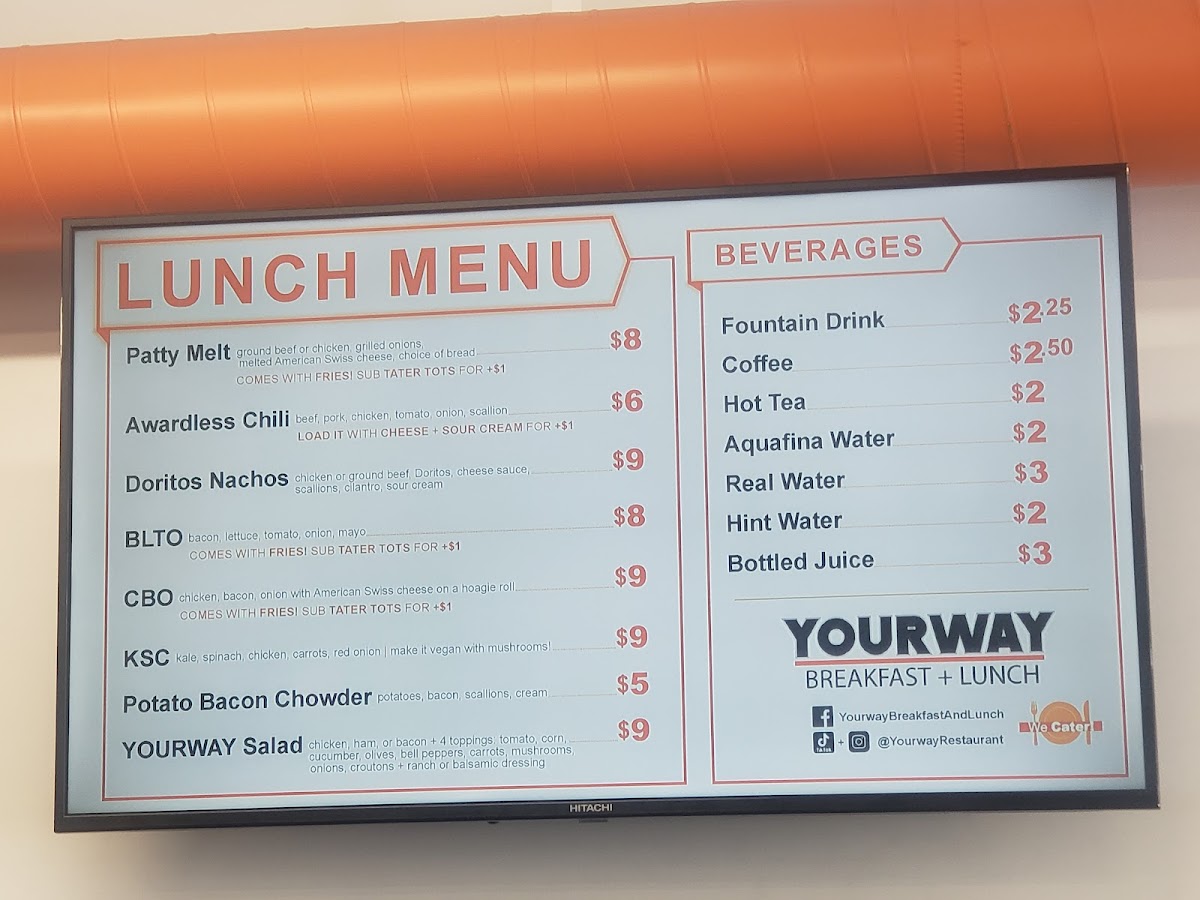 LUNCH MENU
Patty Melt ground beef or chicken, grilled onions, $8
melted American Swiss cheese, choice of bread
COMES WITH FRIES! SUB TATER TOTS FOR +$1
Awardless Chili beef, pork, chicken, tomato, onion, scallion $6
LOAD IT WITH CHEESE + SOUR CREAM FOR +$1
Doritos Nachos chicken or ground beef, Doritos, cheese sauce, $9
scallions, cilantro, sour cream
BLTO bacon, lettuce, tomato, onion, mayo $8
COMES WITH FRIES! SUB TATER TOTS FOR +$1
CBO chicken, bacon, onion with American Swiss cheese on a hoagie roll $9
COMES WITH FRIES! SUB TATER TOTS FOR +$1
KSC kale, spinach, chicken, carrots, red onion | make it vegan with mushrooms! $9
Potato Bacon Chowder potatoes, bacon, scallions, cream $5
YOURWAY Salad chicken, ham, or bacon + 4 toppings, tomato, corn, $9
cucumber, olives, bell peppers, carrots, mushrooms,
onions, croutons + ranch or balsamic dressing
BEVERAGES
Fountain Drink $2.25
Coffee $2.50
Hot Tea $2
Aquafina Water $2
Real Water $3
Hint Water $2
Bottled Juice $3
YOURWAY
BREAKFAST + LUNCH
YourwayBreakfastAndLunch
TikTok + @YourwayRestaurant
We Cater!
HITACHI